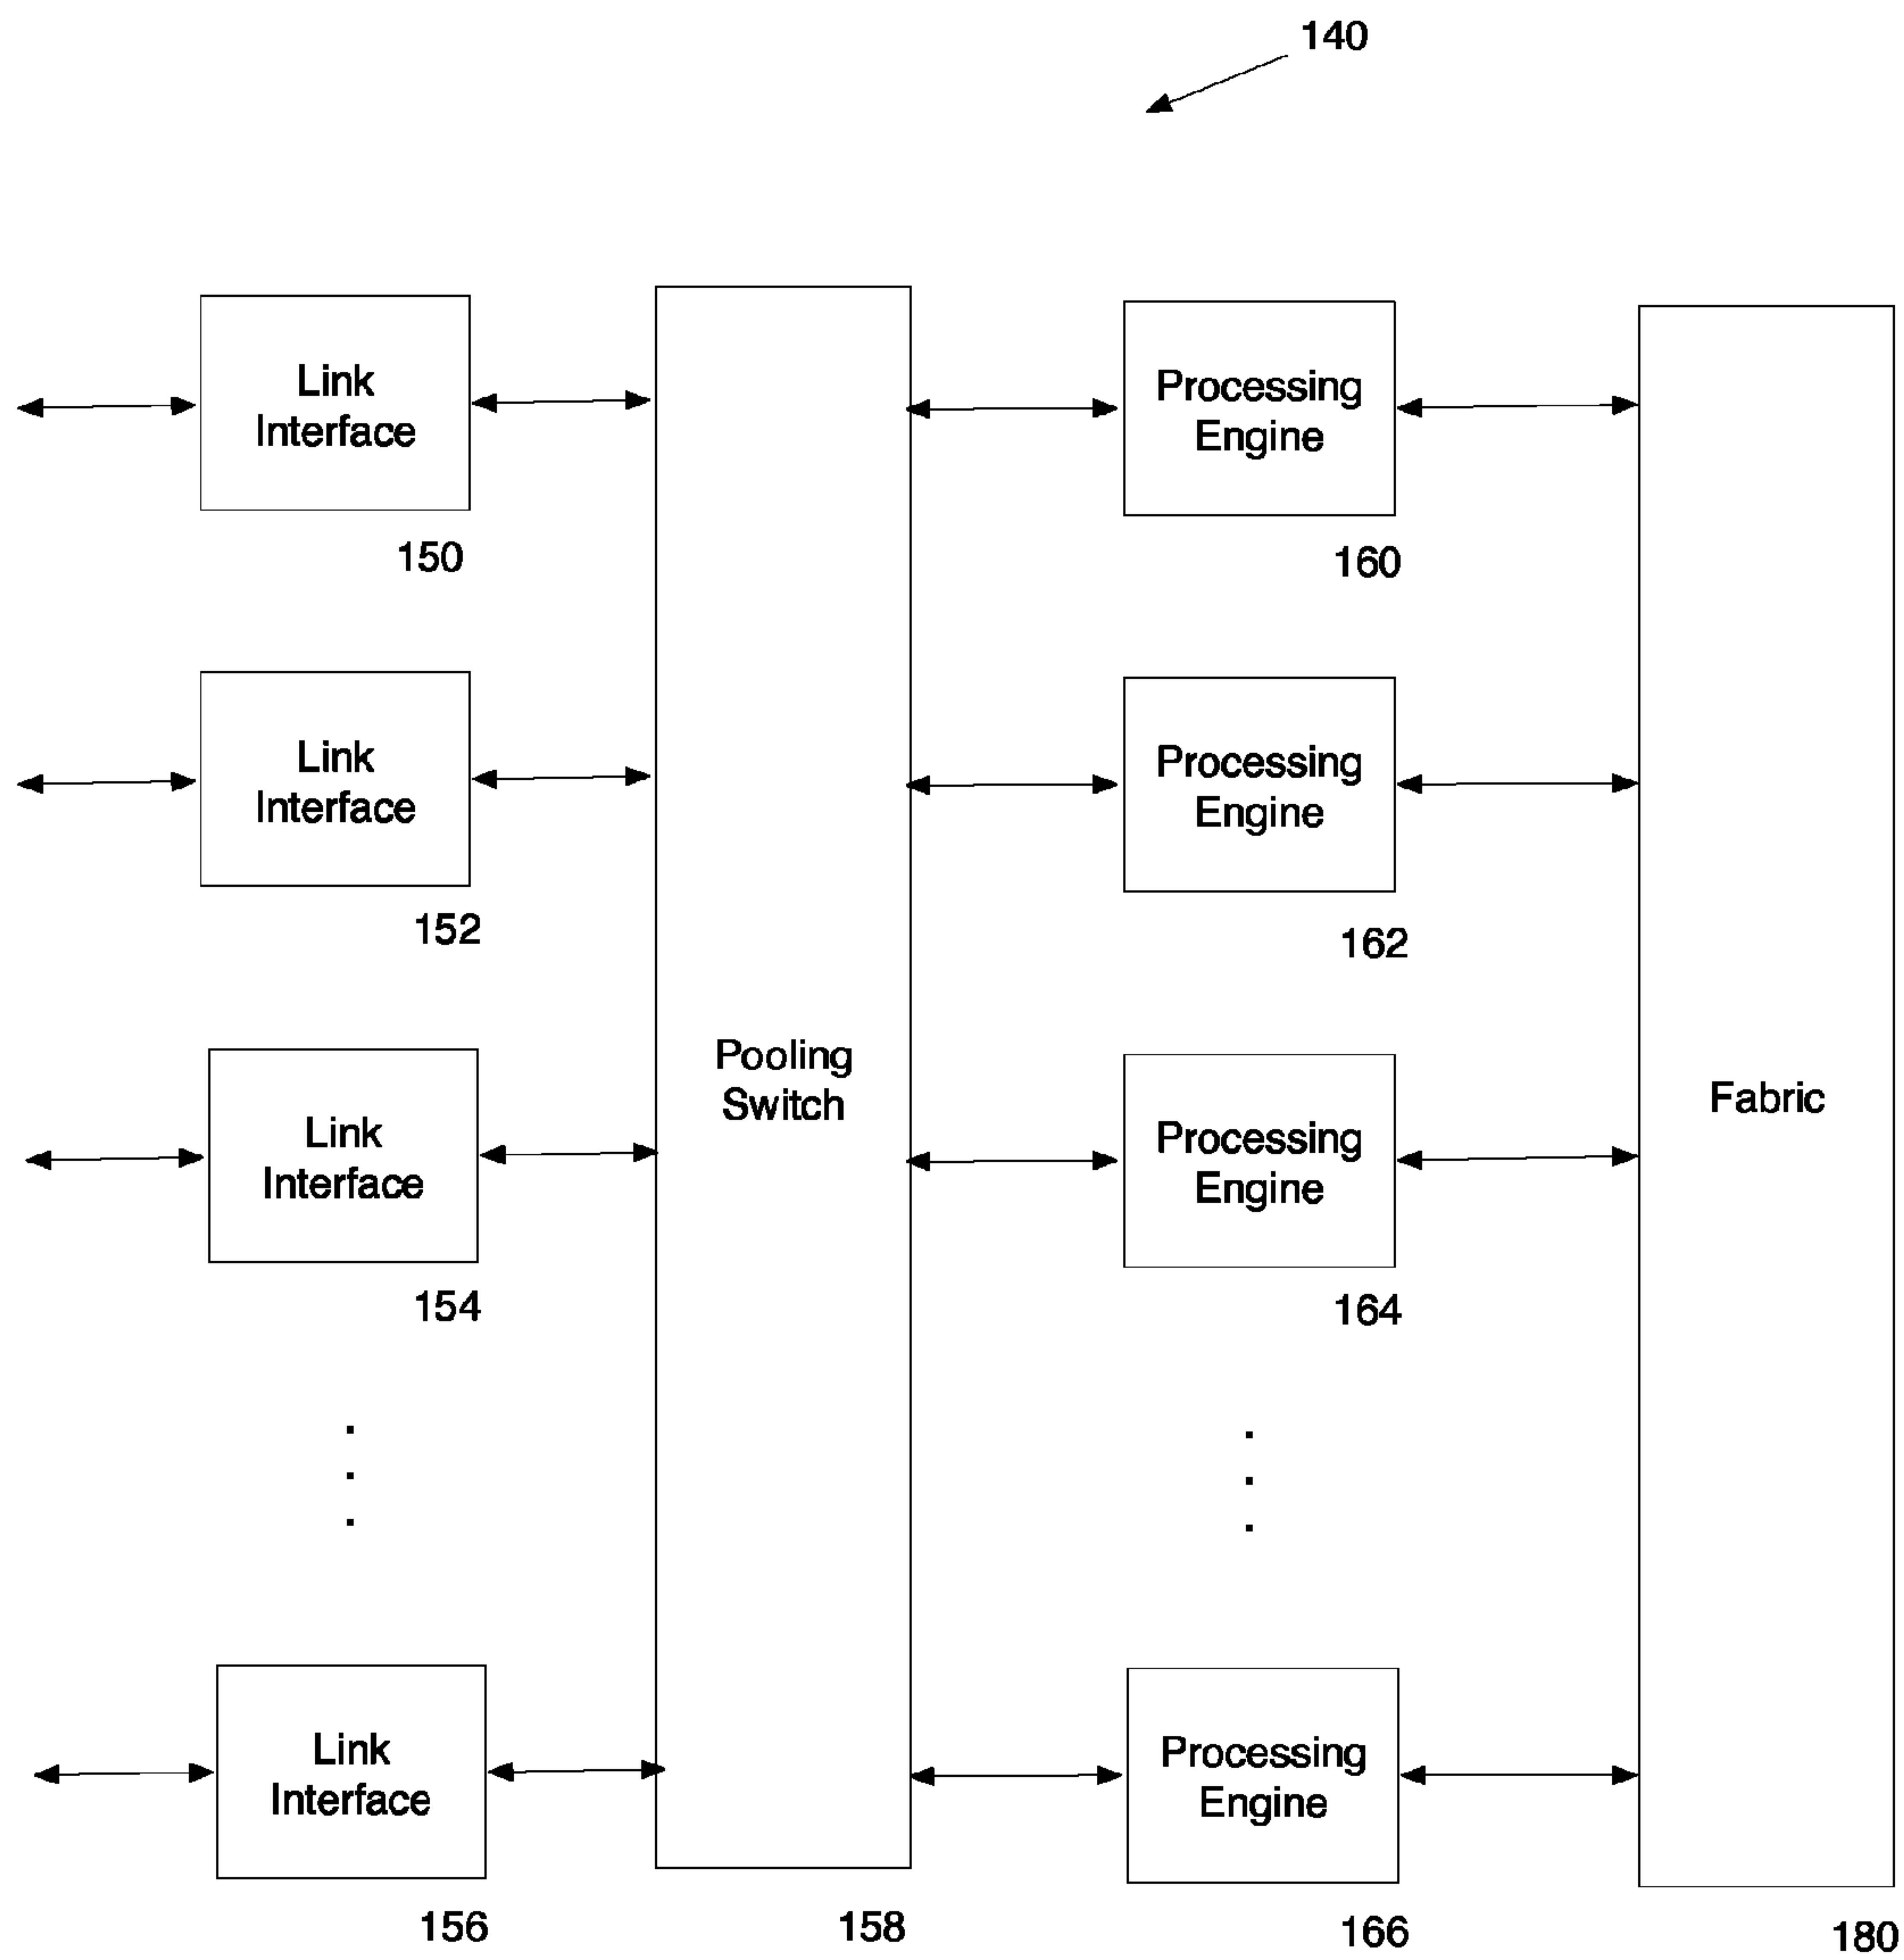 140
Link
Interface
150
Processing
Engine
160
Link
Interface
152
Processing
Engine
162
Link
Interface
154
Pooling
Switch
Processing
Engine
164
Fabric
.
.
.
.
.
.
Link
Interface
156
158
Processing
Engine
166
180